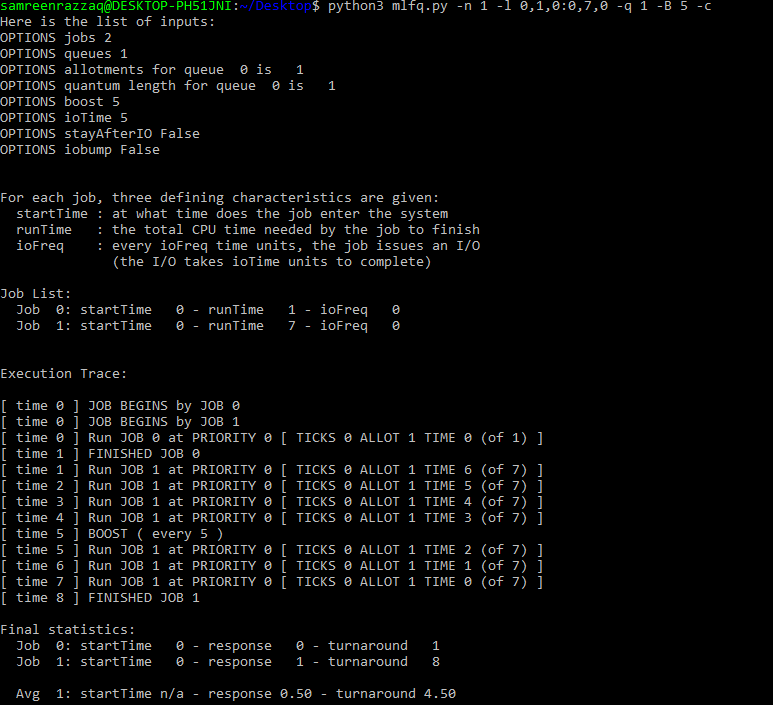 samreenrazzaq@DESKTOP-PH51JNI:~/Desktop$ python3 mlfq.py -n 1 -l 0,1,0:0,7,0 -q 1 -B 5 -c
Here is the list of inputs:
OPTIONS jobs 2
OPTIONS queues 1
OPTIONS allotments for queue  0 is   1
OPTIONS quantum length for queue  0 is   1
OPTIONS boost 5
OPTIONS ioTime 5
OPTIONS stayAfterIO False
OPTIONS iobump False
For each job, three defining characteristics are given:
  startTime : at what time does the job enter the system
  runTime   : the total CPU time needed by the job to finish
  ioFreq    : every ioFreq time units, the job issues an I/O
              (the I/O takes ioTime units to complete)
Job List:
  Job  0: startTime   0 - runTime   1 - ioFreq   0
  Job  1: startTime   0 - runTime   7 - ioFreq   0
Execution Trace:
[ time 0 ] JOB BEGINS by JOB 0
[ time 0 ] JOB BEGINS by JOB 1
[ time 0 ] Run JOB 0 at PRIORITY 0 [ TICKS 0 ALLOT 1 TIME 0 (of 1) ]
[ time 1 ] FINISHED JOB 0
[ time 1 ] Run JOB 1 at PRIORITY 0 [ TICKS 0 ALLOT 1 TIME 6 (of 7) ]
[ time 2 ] Run JOB 1 at PRIORITY 0 [ TICKS 0 ALLOT 1 TIME 5 (of 7) ]
[ time 3 ] Run JOB 1 at PRIORITY 0 [ TICKS 0 ALLOT 1 TIME 4 (of 7) ]
[ time 4 ] Run JOB 1 at PRIORITY 0 [ TICKS 0 ALLOT 1 TIME 3 (of 7) ]
[ time 5 ] BOOST ( every 5 )
[ time 5 ] Run JOB 1 at PRIORITY 0 [ TICKS 0 ALLOT 1 TIME 2 (of 7) ]
[ time 6 ] Run JOB 1 at PRIORITY 0 [ TICKS 0 ALLOT 1 TIME 1 (of 7) ]
[ time 7 ] Run JOB 1 at PRIORITY 0 [ TICKS 0 ALLOT 1 TIME 0 (of 7) ]
[ time 8 ] FINISHED JOB 1
Final statistics:
  Job  0: startTime   0 - response   0 - turnaround   1
  Job  1: startTime   0 - response   1 - turnaround   8
  Avg  1: startTime n/a - response 0.50 - turnaround 4.50